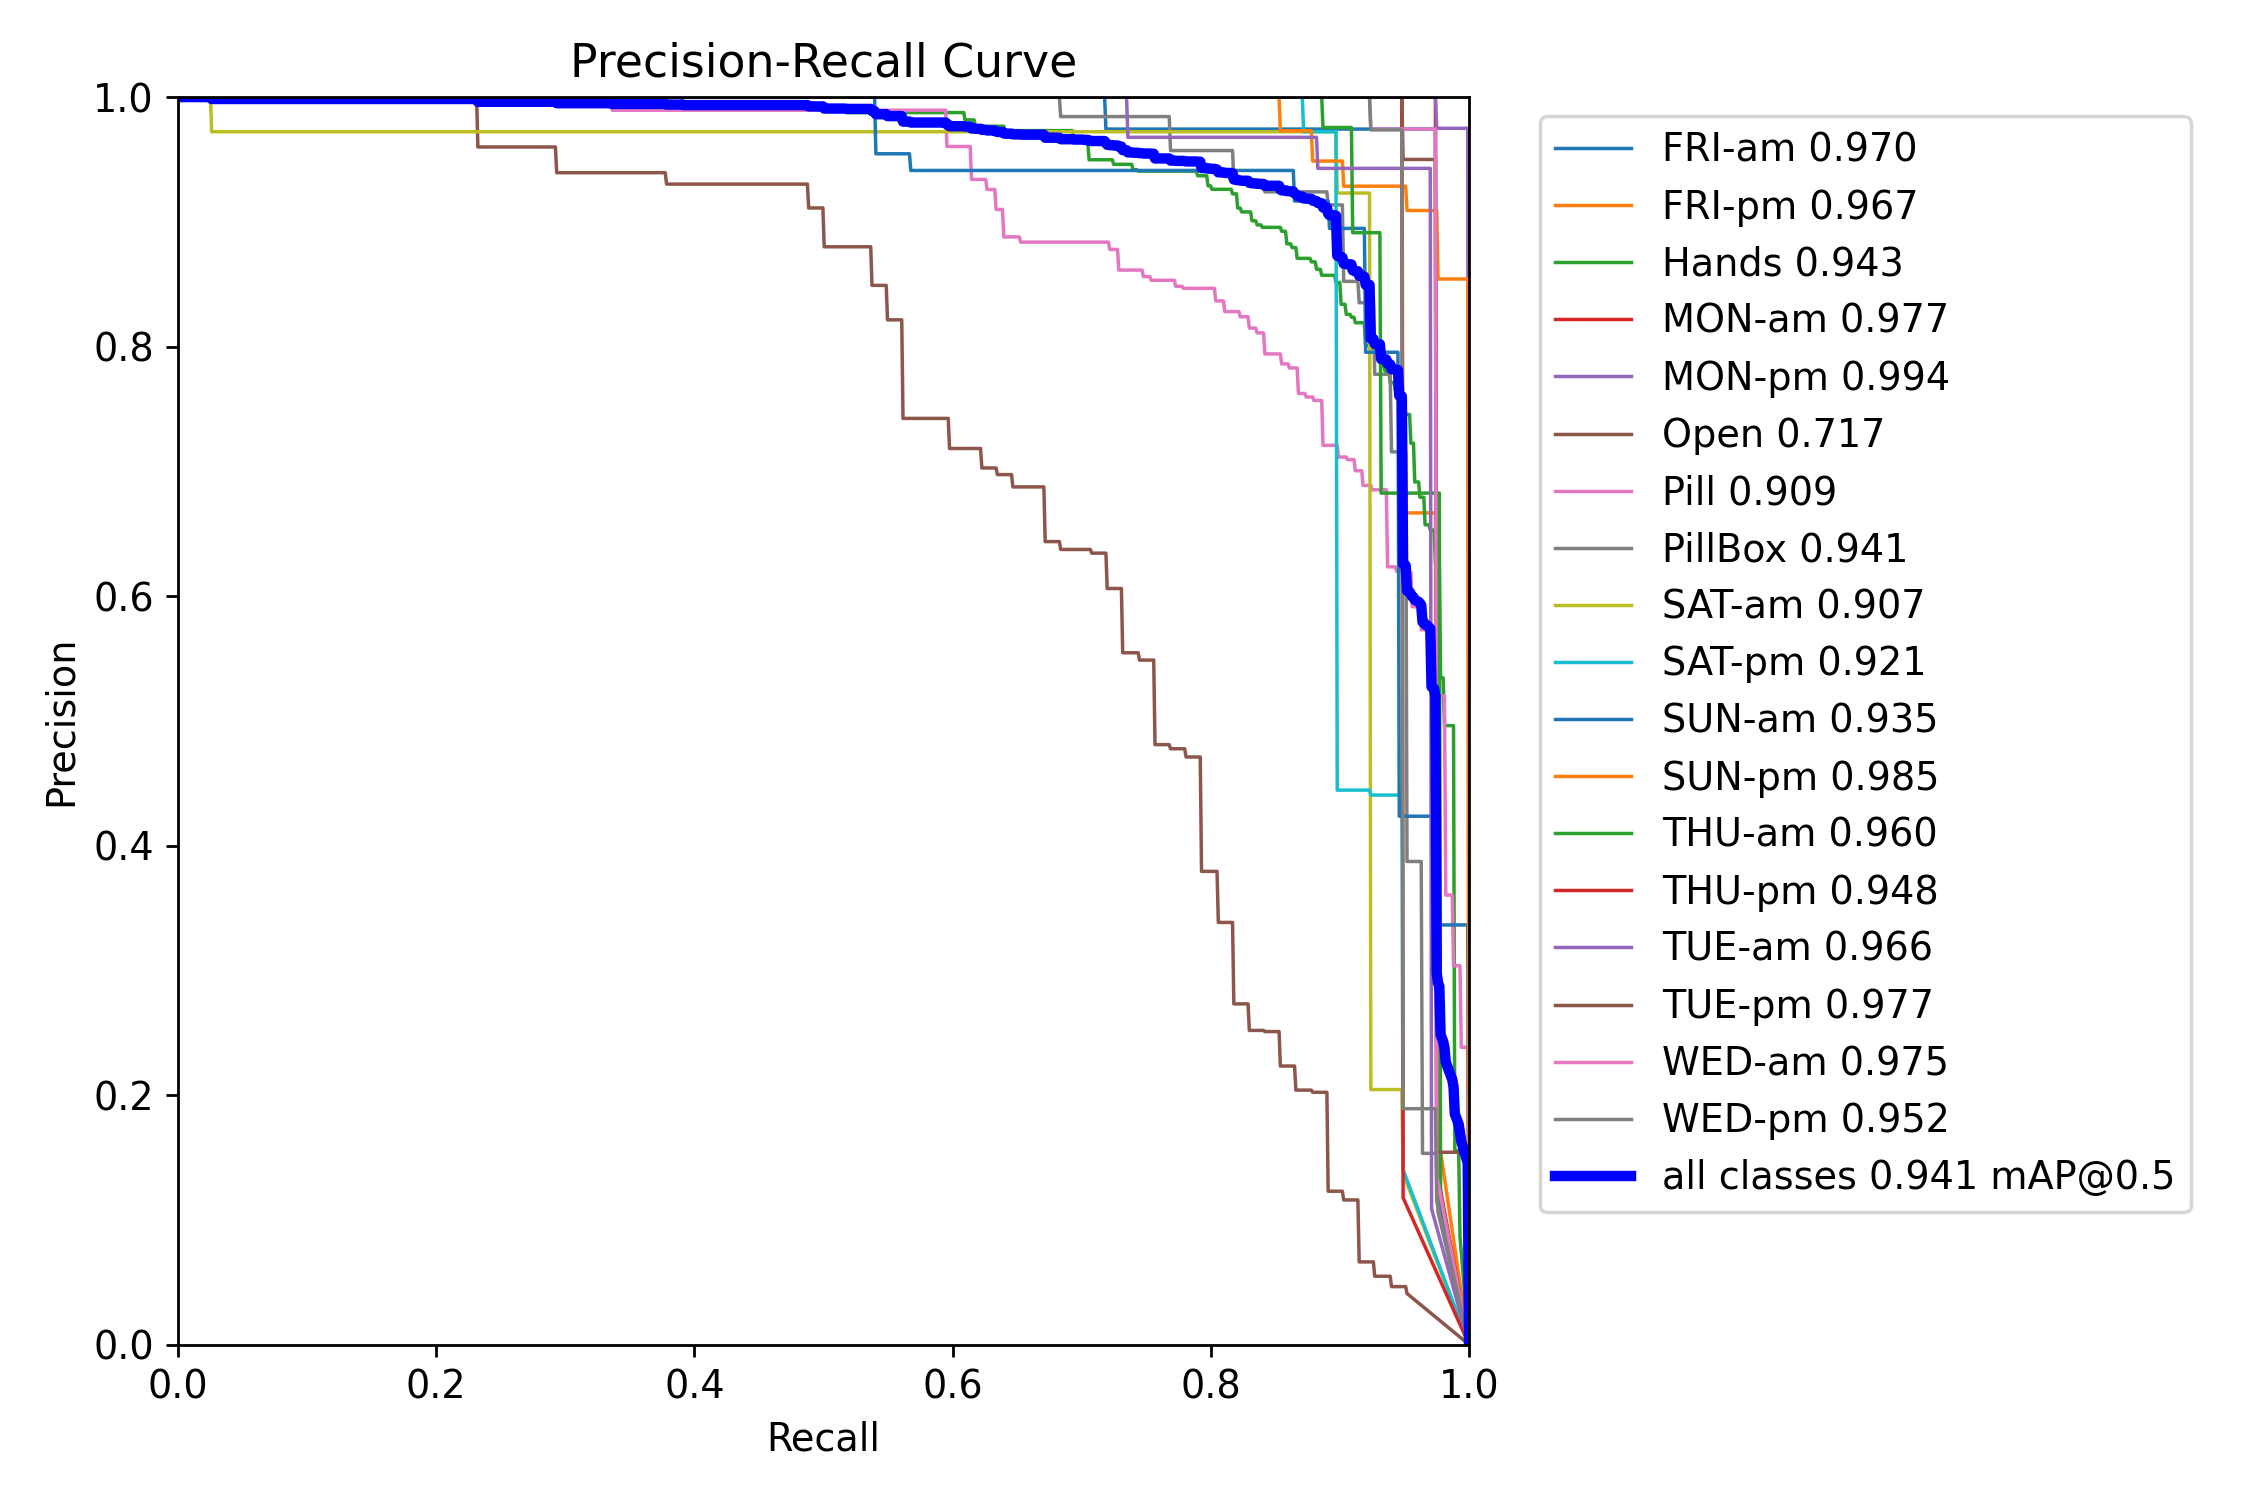 Precision-Recall Curve
1.0
0.8
0.6
0.4
0.2
0.0
Precision
0.0 0.2 0.4 0.6 0.8 1.0
Recall
FRI-am 0.970
FRI-pm 0.967
Hands 0.943
MON-am 0.977
MON-pm 0.994
Open 0.717
Pill 0.909
PillBox 0.941
SAT-am 0.907
SAT-pm 0.921
SUN-am 0.935
SUN-pm 0.985
THU-am 0.960
THU-pm 0.948
TUE-am 0.966
TUE-pm 0.977
WED-am 0.975
WED-pm 0.952
all classes 0.941 mAP@0.5